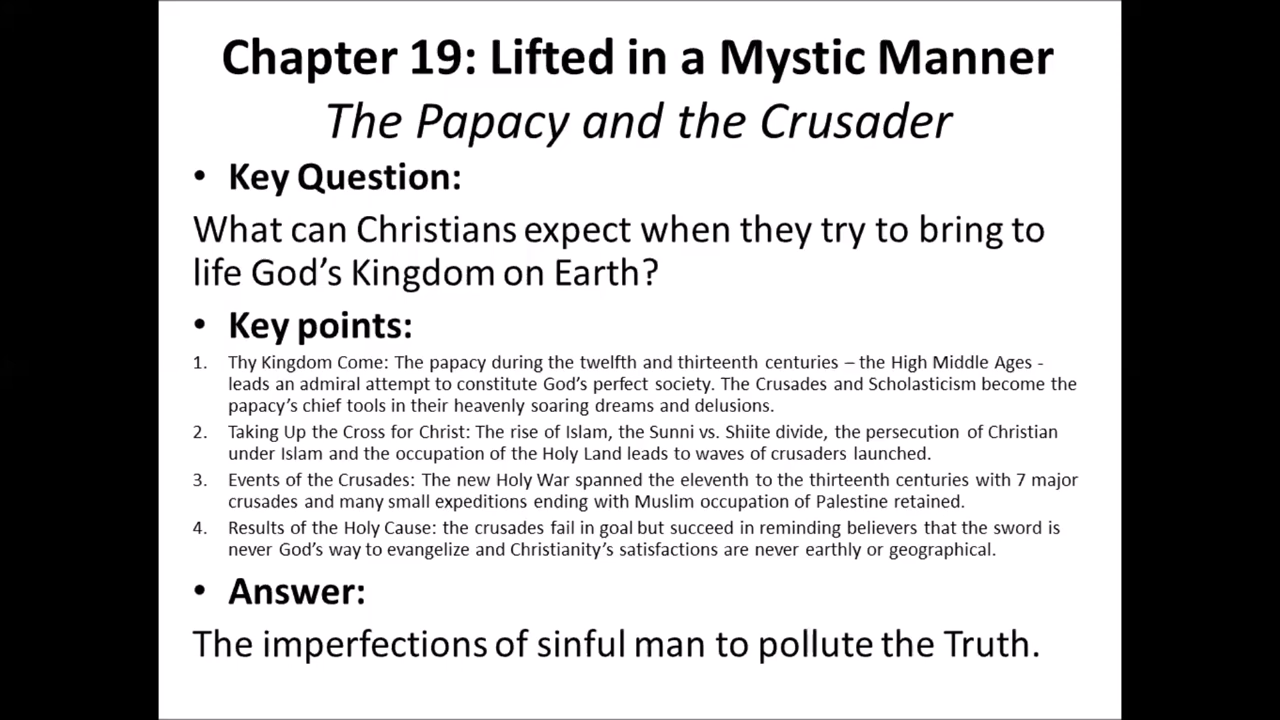 Chapter 19: Lifted in a Mystic Manner
The Papacy and the Crusader
• Key Question:
What can Christians expect when they try to bring to
life God’s Kingdom on Earth?
• Key points:
1. Thy Kingdom Come: The papacy during the twelfth and thirteenth centuries – the High Middle Ages -
leads an admiral attempt to constitute God’s perfect society. The Crusades and Scholasticism become the
papacy’s chief tools in their heavenly soaring dreams and delusions.
2. Taking Up the Cross for Christ: The rise of Islam, the Sunni vs. Shiite divide, the persecution of Christian
under Islam and the occupation of the Holy Land leads to waves of crusaders launched.
3. Events of the Crusades: The new Holy War spanned the eleventh to the thirteenth centuries with 7 major
crusades and many small expeditions ending with Muslim occupation of Palestine retained.
4. Results of the Holy Cause: the crusades fail in goal but succeed in reminding believers that the sword is
never God’s way to evangelize and Christianity’s satisfactions are never earthly or geographical.
• Answer:
The imperfections of sinful man to pollute the Truth.